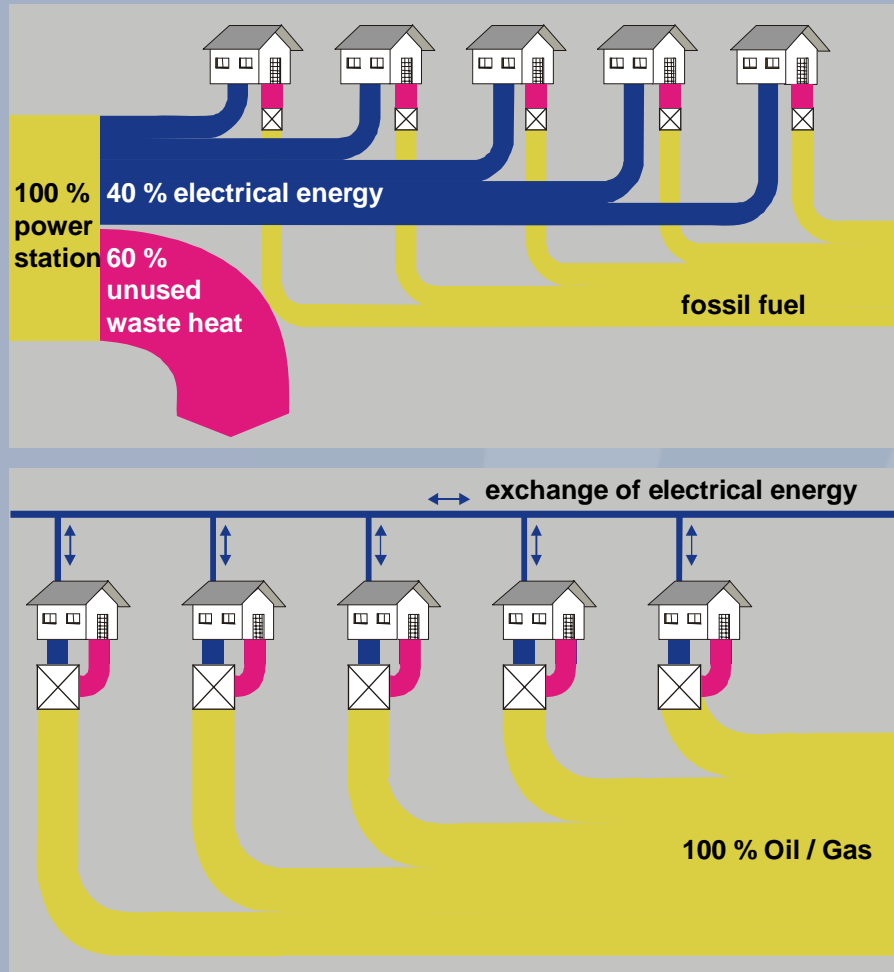 100 %
power
station
40 % electrical energy
60 %
unused
waste heat
fossil fuel
exchange of electrical energy
100 % Oil / Gas